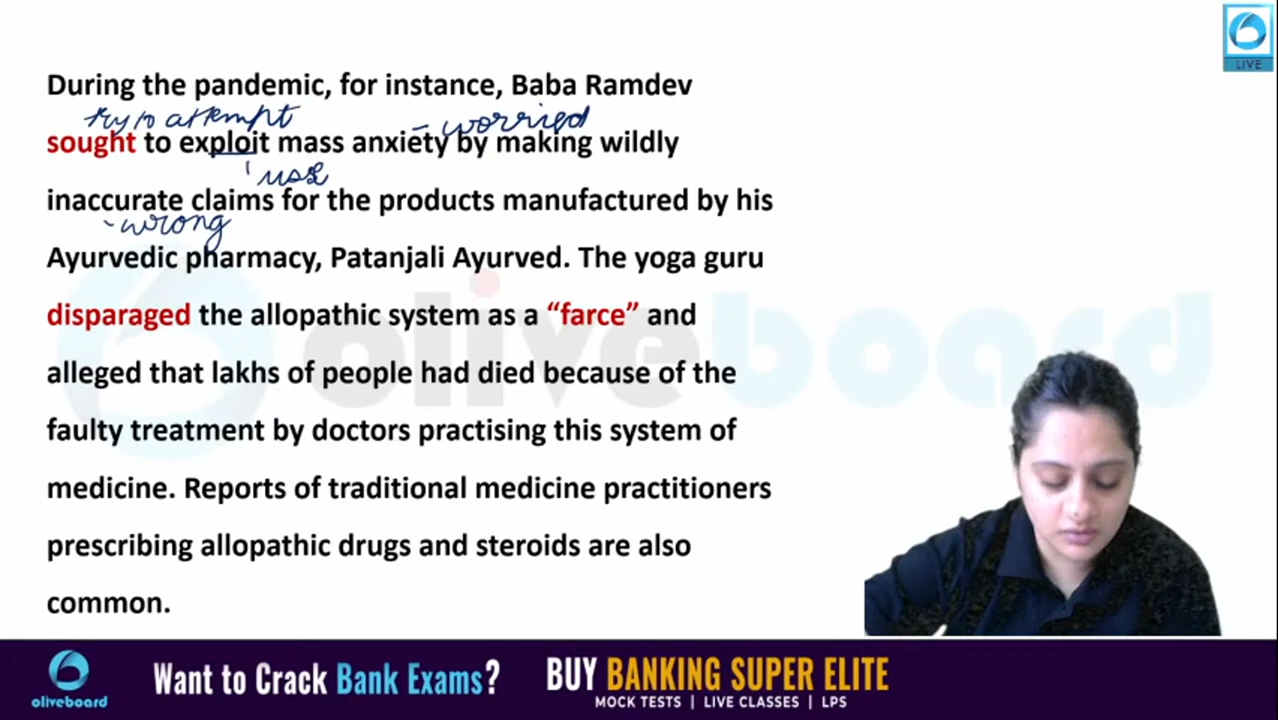 LIVE
During the pandemic, for instance, Baba Ramdev
try to attempt - worried
sought to exploit mass anxiety by making wildly
use
inaccurate claims for the products manufactured by his
- wrong
Ayurvedic pharmacy, Patanjali Ayurved. The yoga guru
disparaged the allopathic system as a “farce” and
alleged that lakhs of people had died because of the
faulty treatment by doctors practising this system of
medicine. Reports of traditional medicine practitioners
prescribing allopathic drugs and steroids are also
common.
oliveboard
oliveboard
Want to Crack Bank Exams?
BUY BANKING SUPER ELITE
MOCK TESTS | LIVE CLASSES | LPS